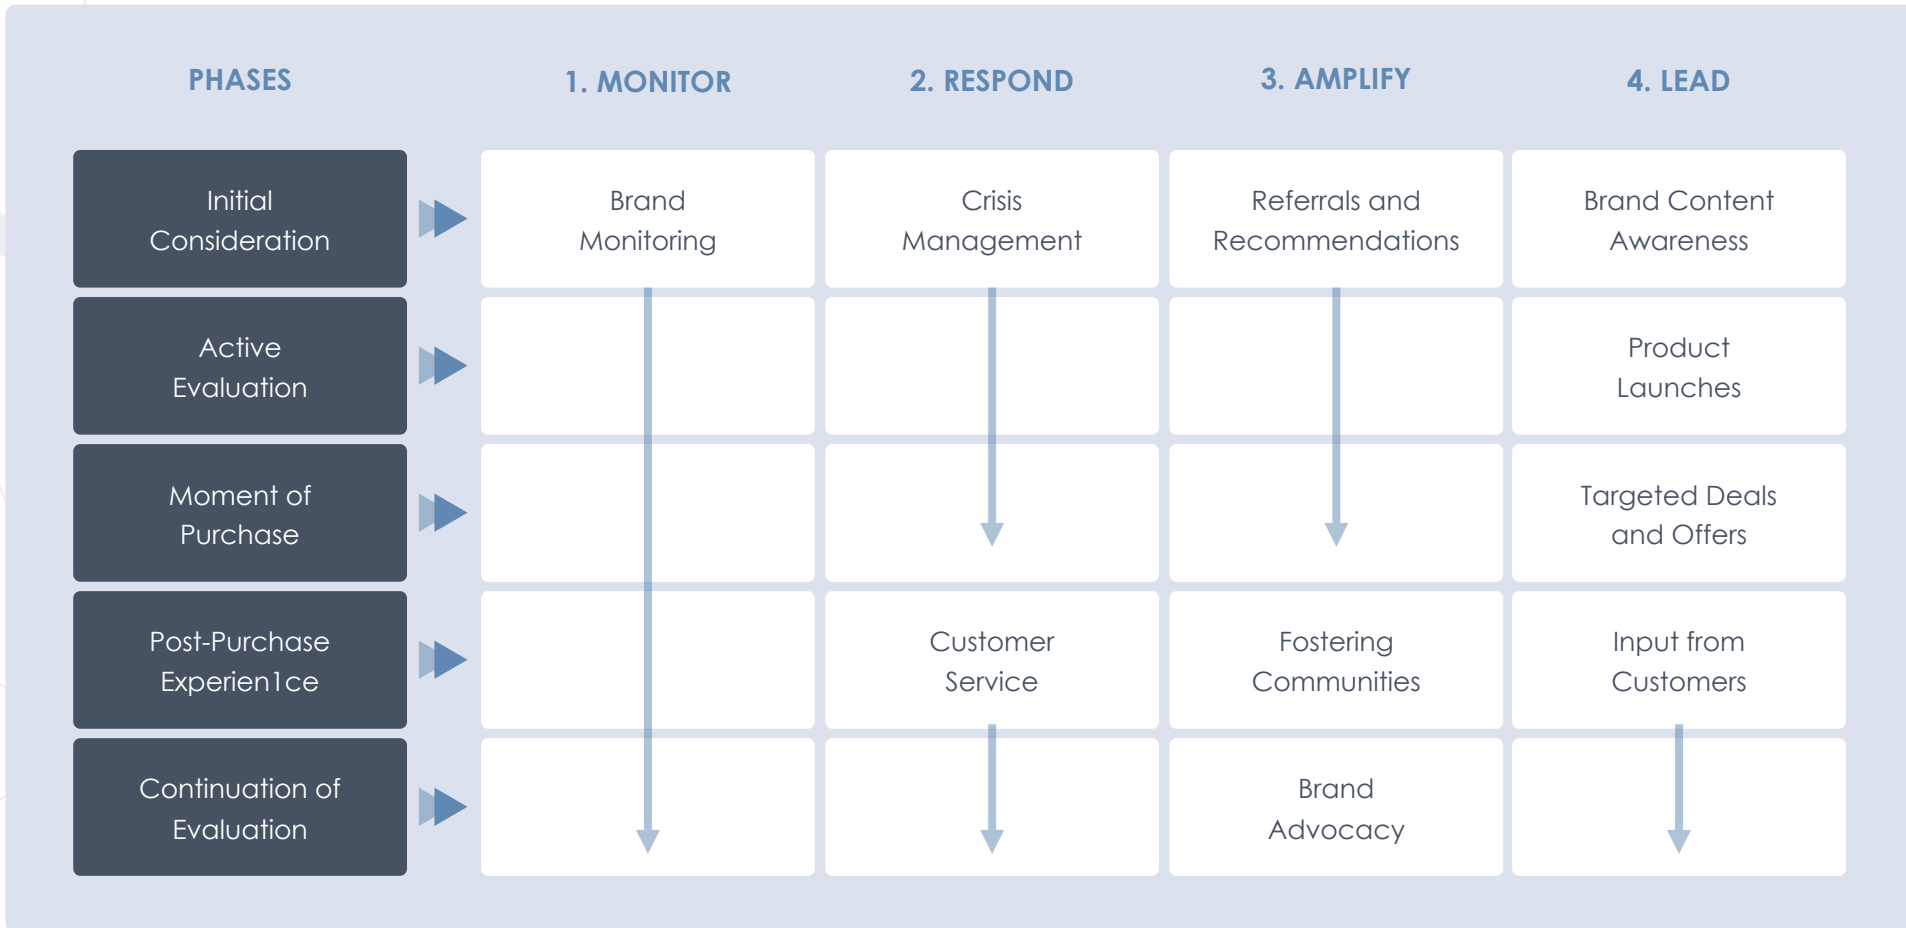 PHASES
1. MONITOR
2. RESPOND
3. AMPLIFY
4. LEAD
Initial
Consideration
Brand
Monitoring
Crisis
Management
Referrals and
Recommendations
Brand Content
Awareness
Active
Evaluation
Product
Launches
Moment of
Purchase
Targeted Deals
and Offers
Post-Purchase
Experien1ce
Customer
Service
Fostering
Communities
Input from
Customers
Continuation of
Evaluation
Brand
Advocacy